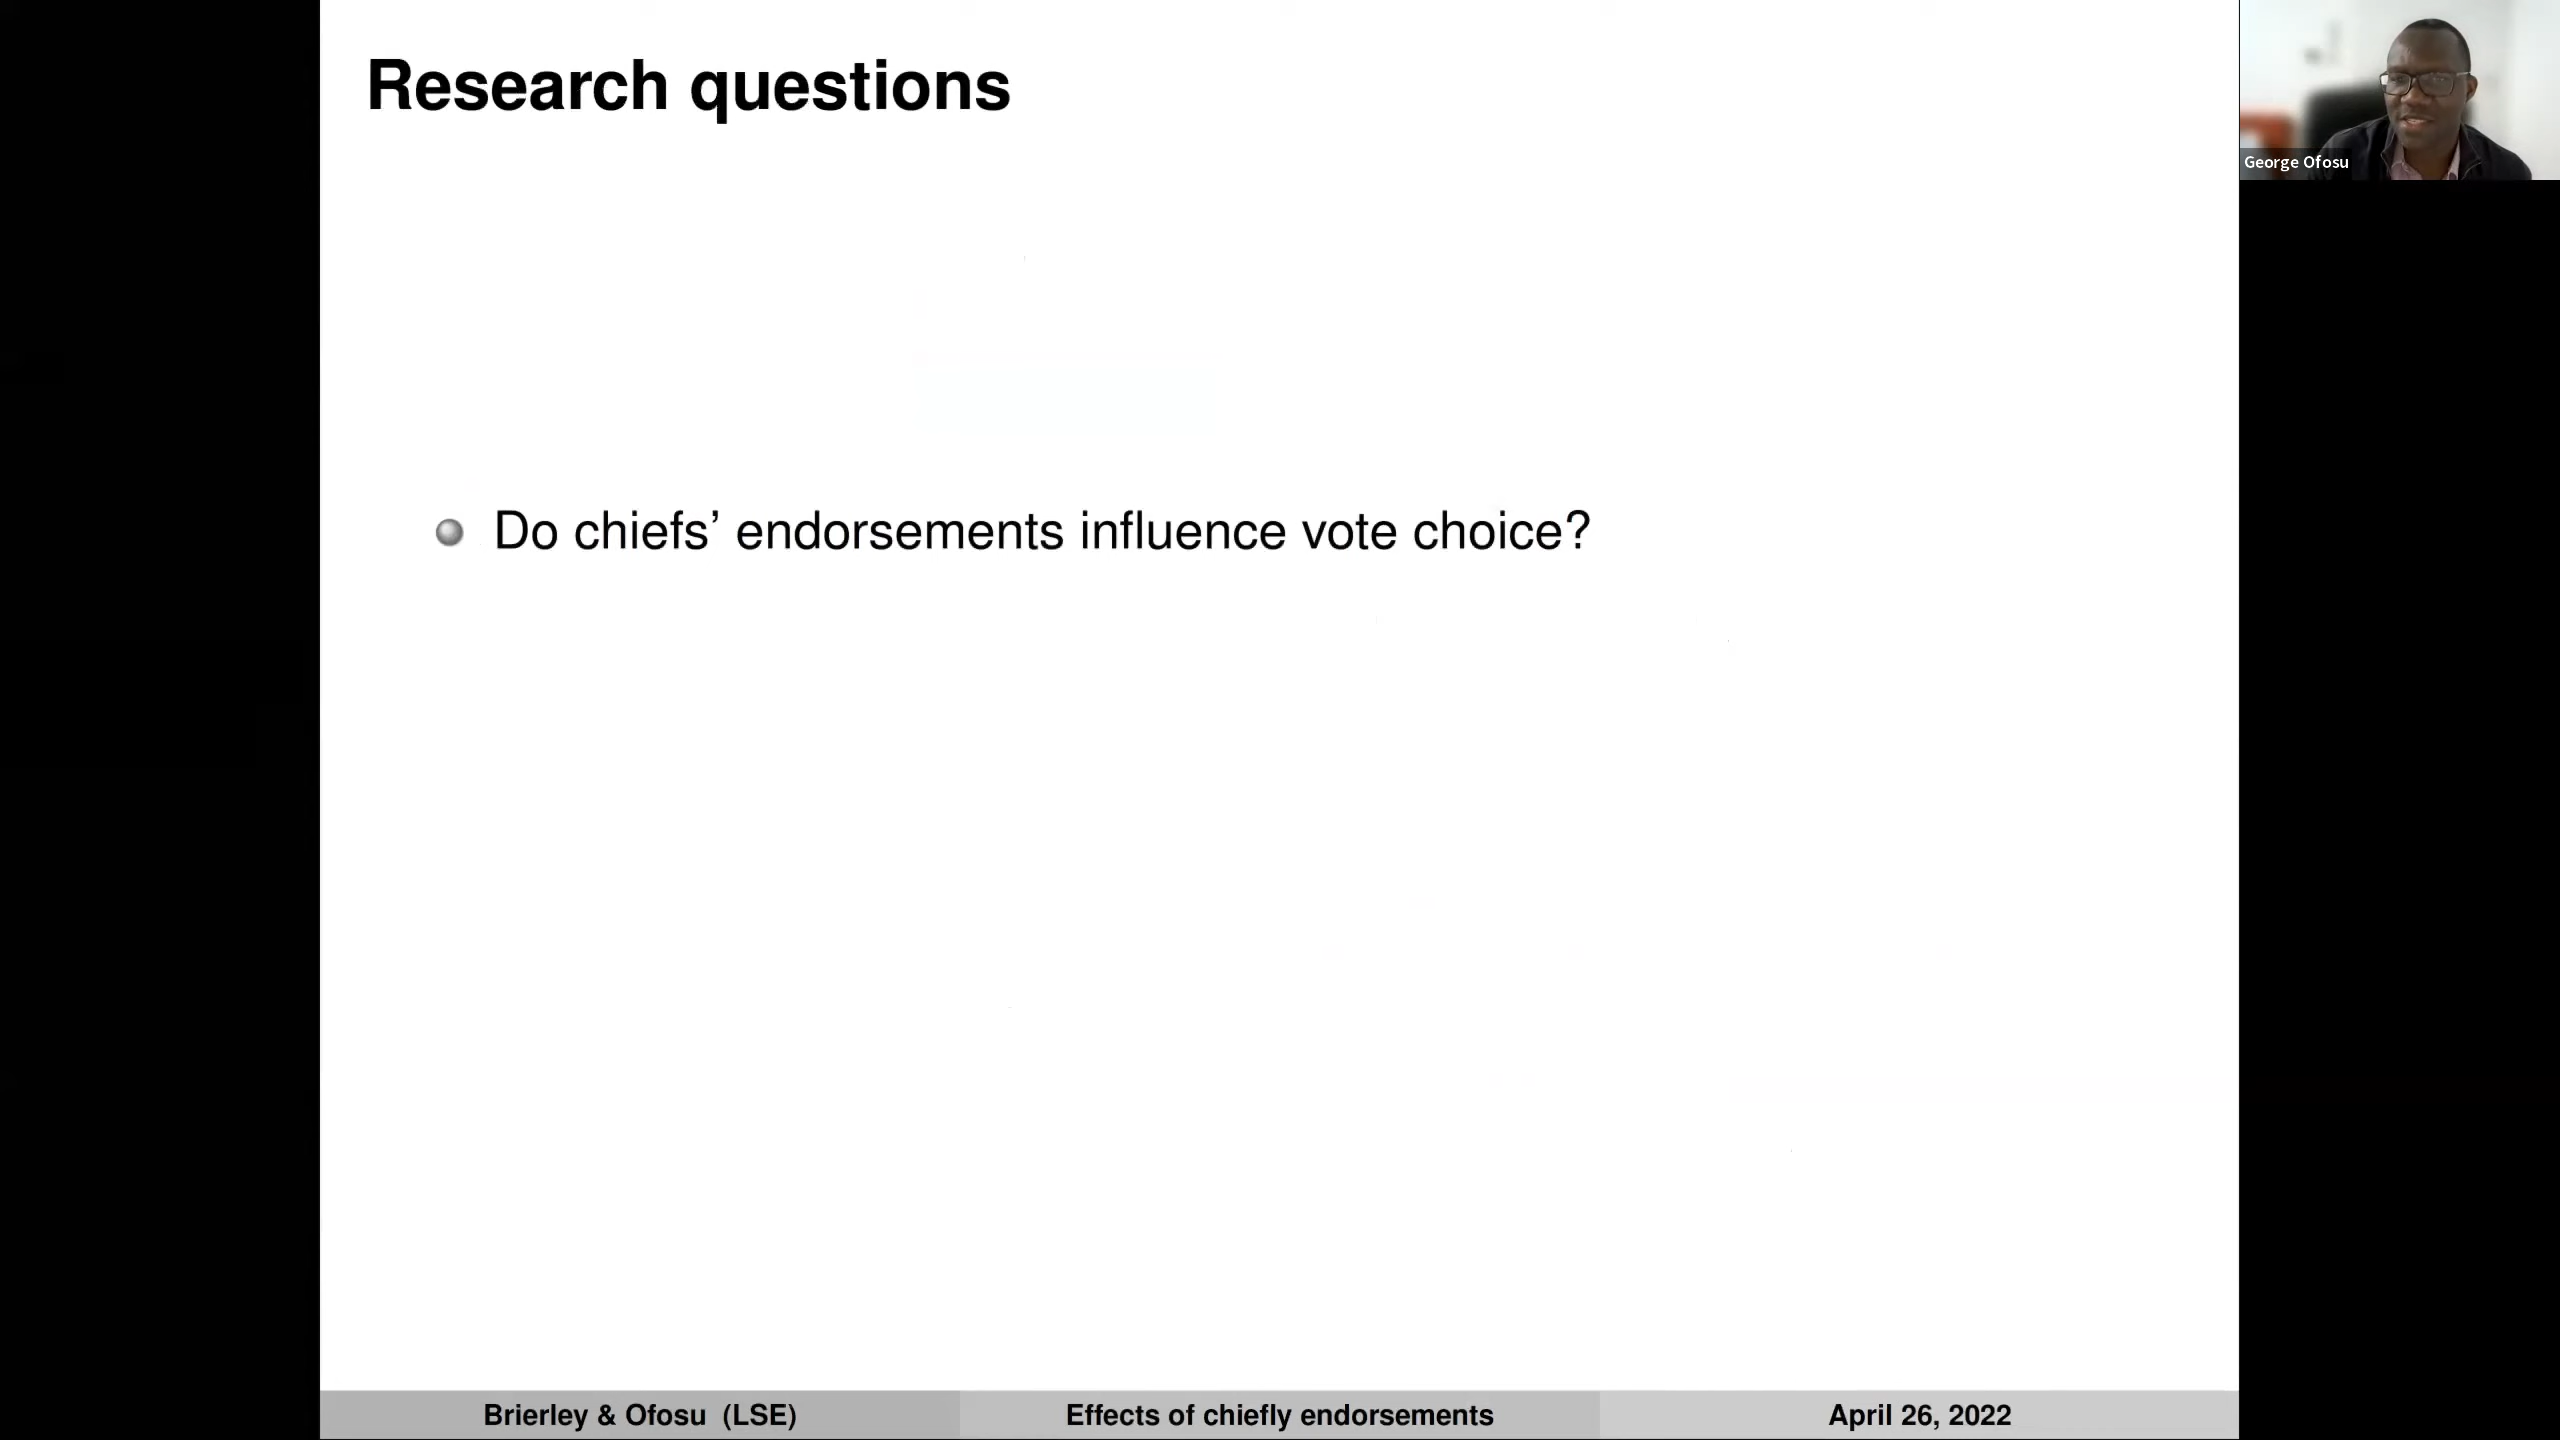 Research questions
George Ofosu
Do chiefs’ endorsements influence vote choice?
Brierley & Ofosu (LSE)
Effects of chiefly endorsements
April 26, 2022